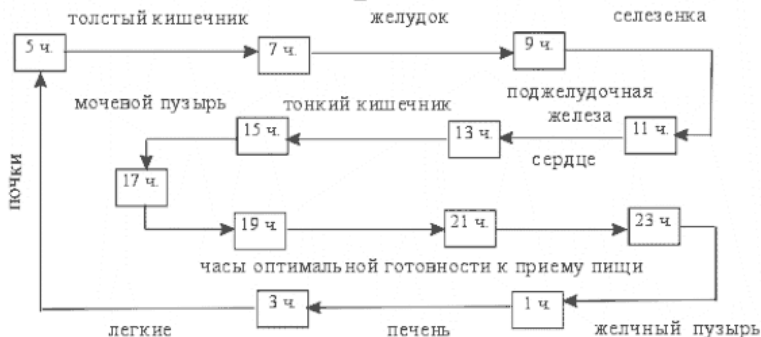 толстый кишечник
желудок
селезенка
5 ч.
7 ч.
9 ч.
мочевой пузырь
тонкий кишечник
поджелудочная
железа
15 ч.
13 ч.
11 ч.
сердце
17 ч.
почки
19 ч.
21 ч.
23 ч.
часы оптимальной готовности к приему пищи
3 ч.
1 ч.
легкие
печень
желчный пузырь